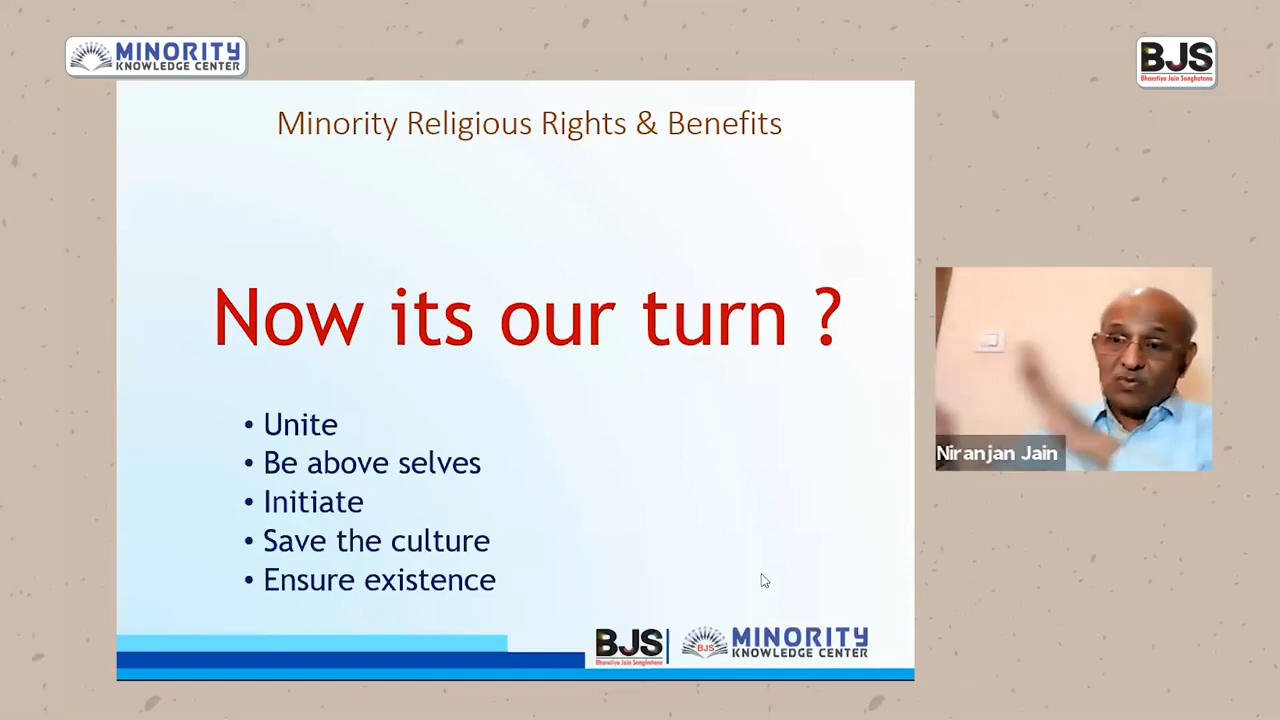 MINORITY
KNOWLEDGE CENTER
BJS
Bharatiya Jain Sanghatana
Minority Religious Rights & Benefits
Now its our turn ?
• Unite
• Be above selves
• Initiate
• Save the culture
• Ensure existence
Niranjan Jain
BJS
Bharatiya Jain Sanghatana
BJS
MINORITY
KNOWLEDGE CENTER